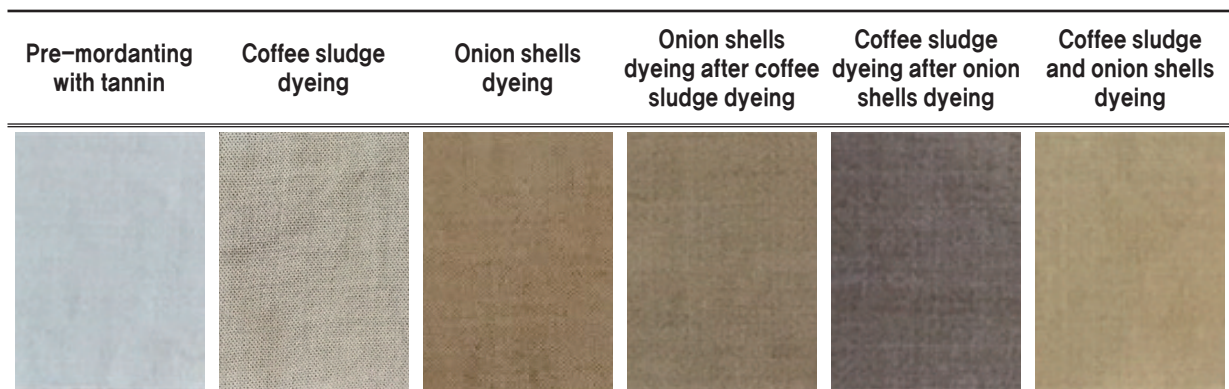 Pre-mordanting
with tannin
Coffee sludge
dyeing
Onion shells
dyeing
Onion shells
dyeing after coffee
sludge dyeing
Coffee sludge
dyeing after onion
shells dyeing
Coffee sludge
and onion shells
dyeing